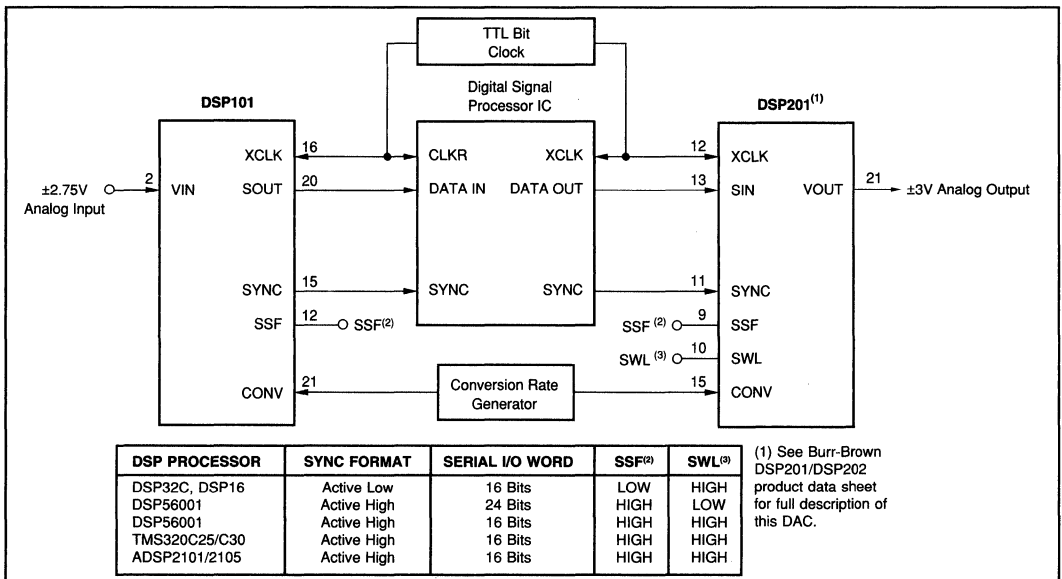 TTL Bit
Clock
Digital Signal
Processor IC
DSP101
DSP201(1)
XCLK 16 CLKR XCLK 12 XCLK
±2.75V
Analog Input
2 VIN SOUT 20 DATA IN DATA OUT 13 SIN VOUT 21 ±3V Analog Output
SYNC 15 SYNC SYNC 11 SYNC
SSF 12 SSF(2) SSF (2) 9 SSF
SWL (3) 10 SWL
CONV 21 Conversion Rate
Generator 15 CONV
DSP PROCESSOR SYNC FORMAT SERIAL I/O WORD SSF(2) SWL(3)
DSP32C, DSP16 Active Low 16 Bits LOW HIGH
DSP56001 Active High 24 Bits HIGH LOW
DSP56001 Active High 16 Bits HIGH HIGH
TMS320C25/C30 Active High 16 Bits HIGH HIGH
ADSP2101/2105 Active High 16 Bits HIGH HIGH
(1) See Burr-Brown
DSP201/DSP202
product data sheet
for full description of
this DAC.